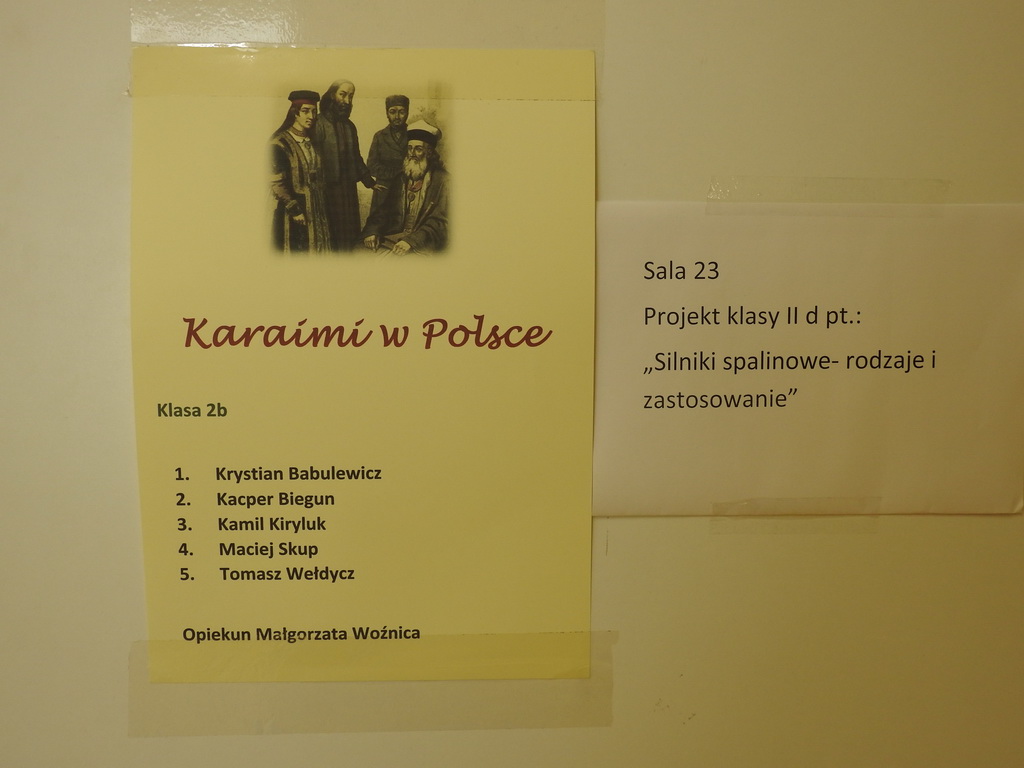 Karaimi w Polsce
Klasa 2b
1. Krystian Babulewicz
2. Kacper Biegun
3. Kamil Kiryluk
4. Maciej Skup
5. Tomasz Wełdycz
Opiekun Małgorzata Woźnica
Sala 23
Projekt klasy II d pt.:
„Silniki spalinowe- rodzaje i
zastosowanie”